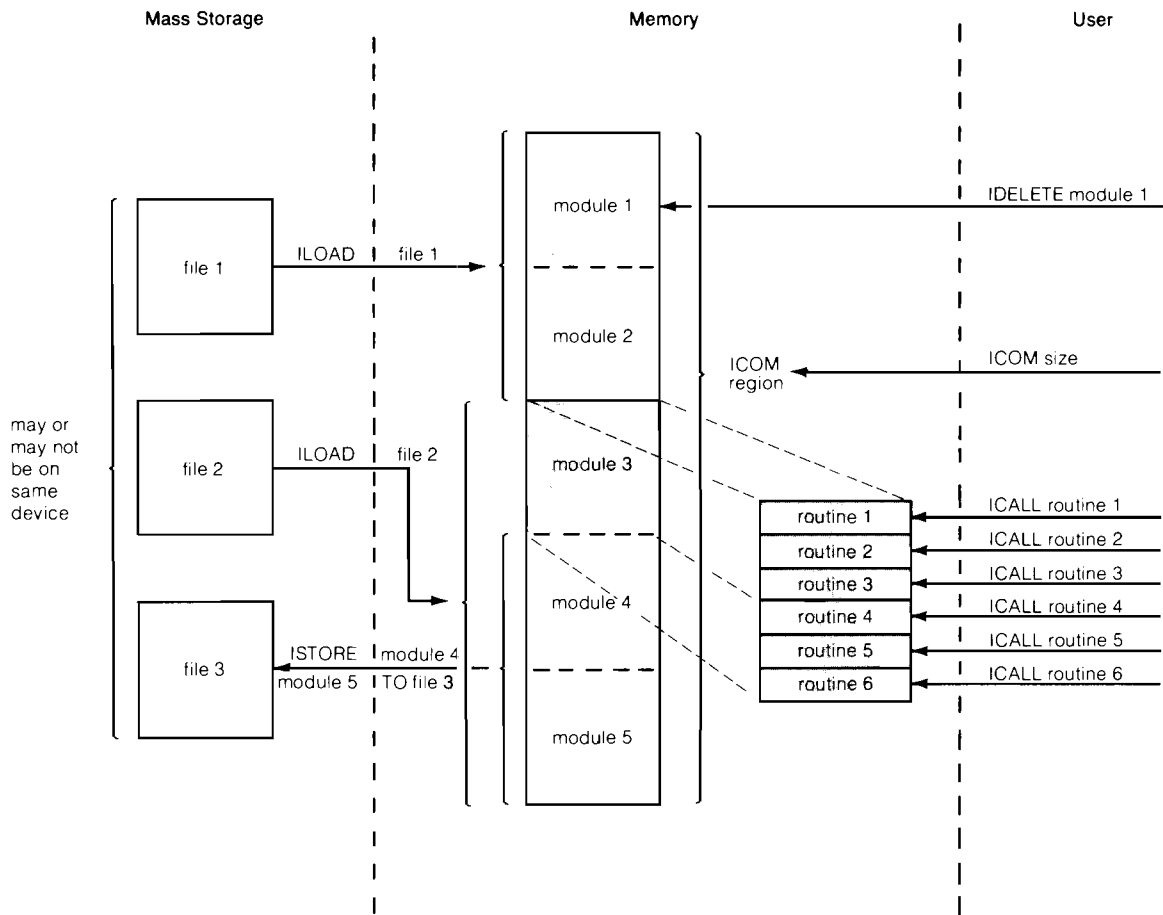 Mass Storage
Memory
User
module 1
IDELETE module 1
file 1
ILOAD file 1
module 2
ICOM region
ICOM size
may or
may not
be on
same
device
file 2
ILOAD file 2
module 3
routine 1
ICALL routine 1
routine 2
ICALL routine 2
routine 3
ICALL routine 3
module 4
routine 4
ICALL routine 4
routine 5
ICALL routine 5
routine 6
ICALL routine 6
file 3
ISTORE module 4
module 5 TO file 3
module 5